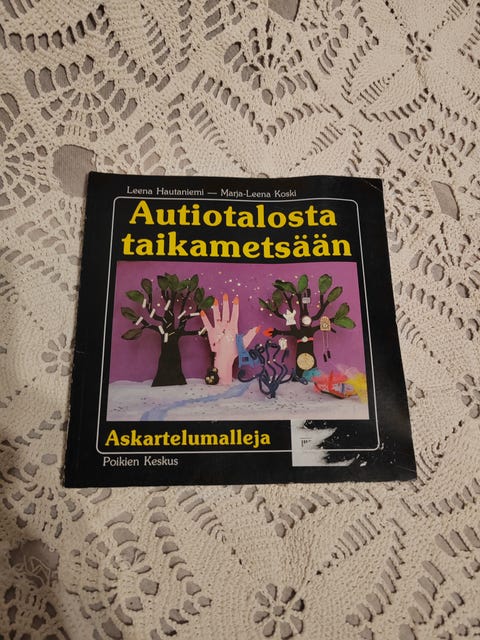 Leena Hautaniemi — Marja-Leena Koski
Autiotalosta
taikametsään
Askartelumalleja
Poikien Keskus